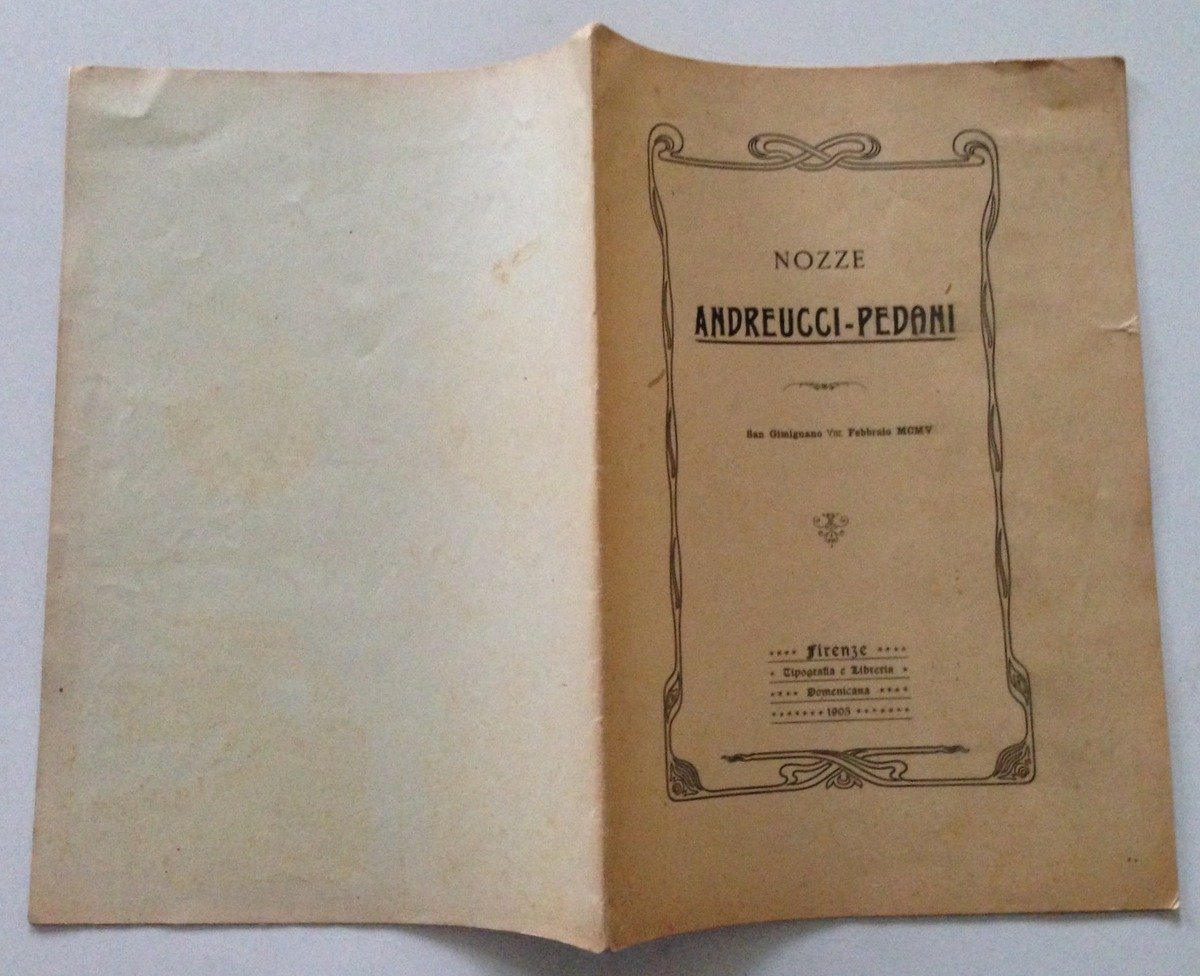 NOZZE
ANDREUCCI-PEDANI
San Gimignano VIII Febbraio MCMV
Firenze
Tipografia e Libreria
Domenicana
1905